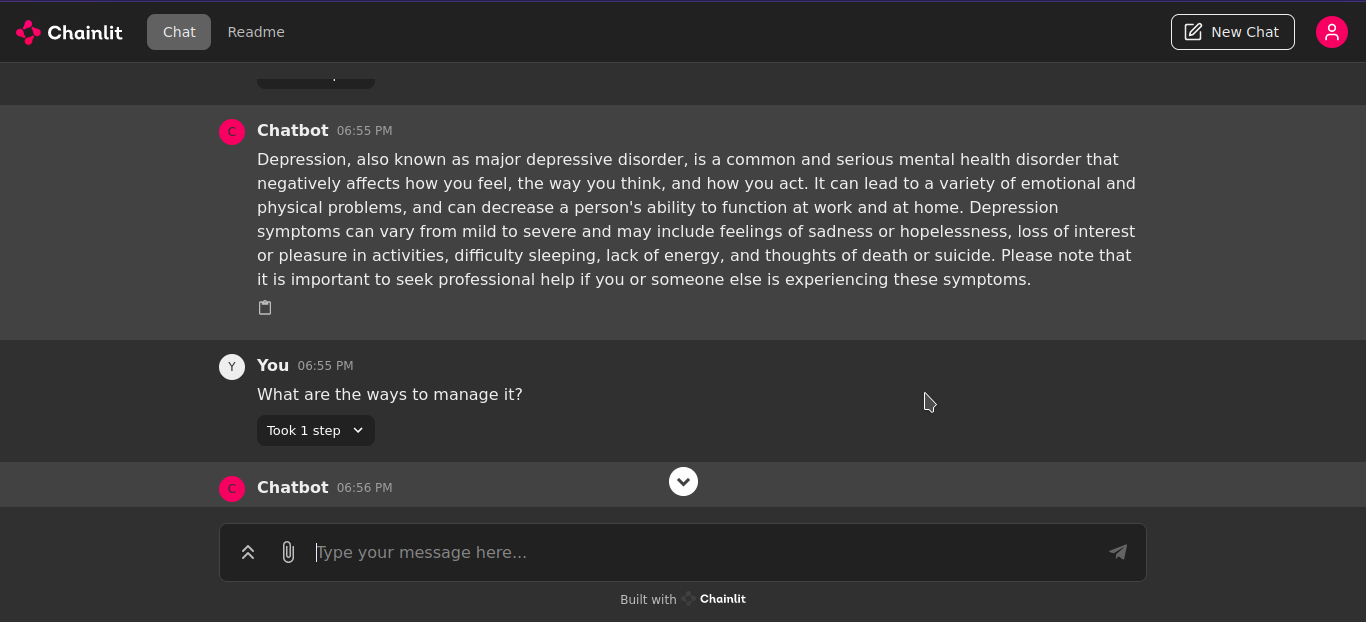 Chainlit
Chat
Readme
New Chat
C
Chatbot 06:55 PM
Depression, also known as major depressive disorder, is a common and serious mental health disorder that
negatively affects how you feel, the way you think, and how you act. It can lead to a variety of emotional and
physical problems, and can decrease a person's ability to function at work and at home. Depression
symptoms can vary from mild to severe and may include feelings of sadness or hopelessness, loss of interest
or pleasure in activities, difficulty sleeping, lack of energy, and thoughts of death or suicide. Please note that
it is important to seek professional help if you or someone else is experiencing these symptoms.
Y
You 06:55 PM
What are the ways to manage it?
Took 1 step
C
Chatbot 06:56 PM
Type your message here...
Built with Chainlit